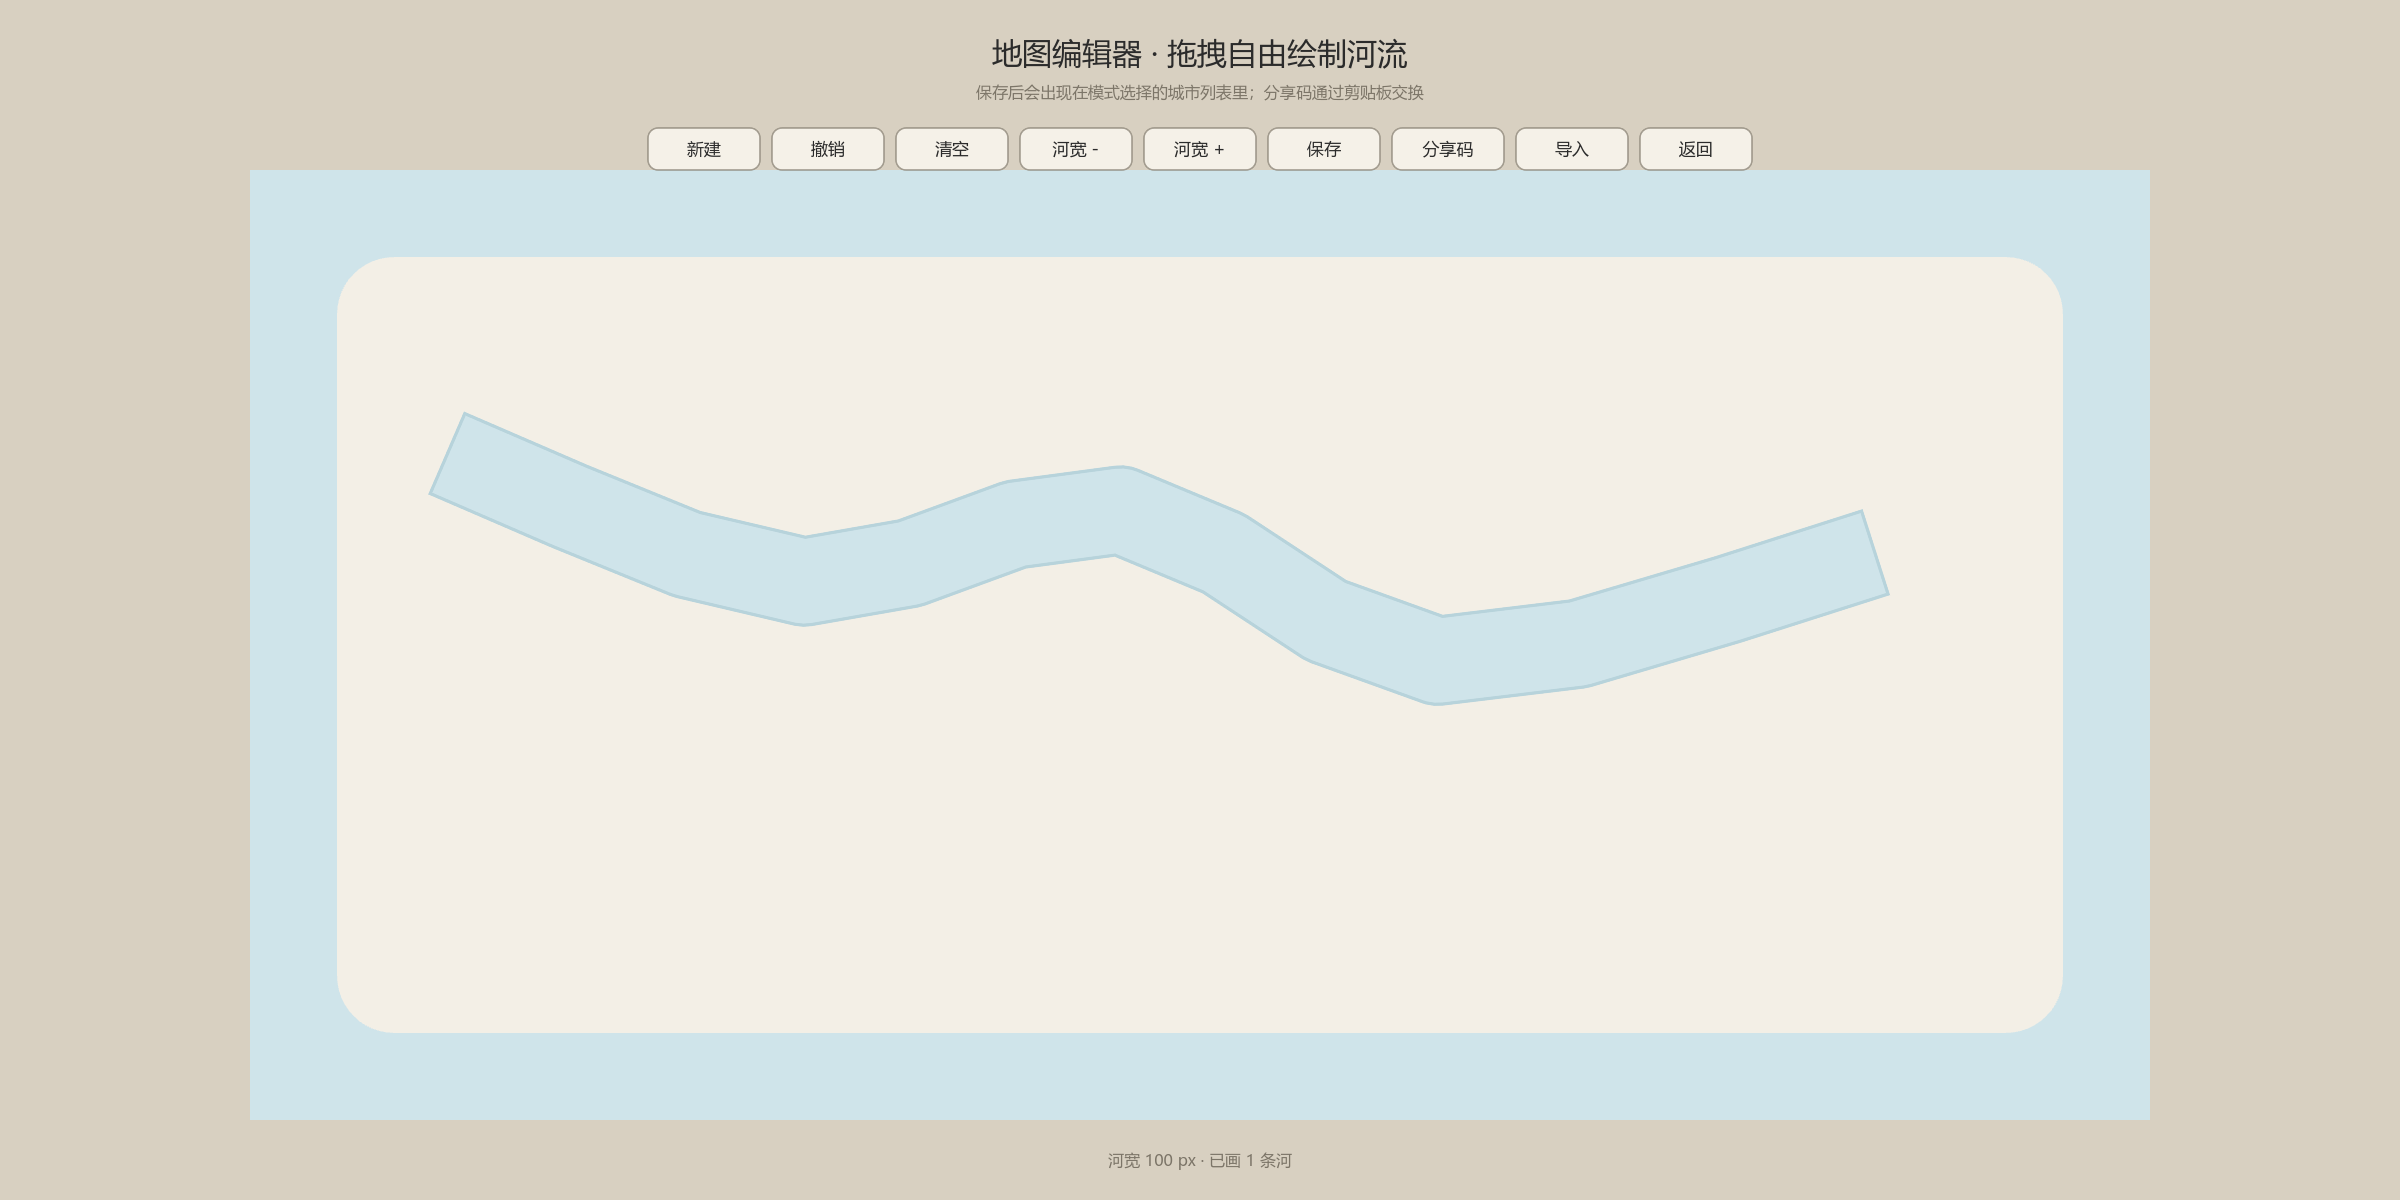 地图编辑器 · 拖拽自由绘制河流
保存后会出现在模式选择的城市列表里；分享码通过剪贴板交换
新建 撤销 清空 河宽 - 河宽 + 保存 分享码 导入 返回
河宽 100 px · 已画 1 条河